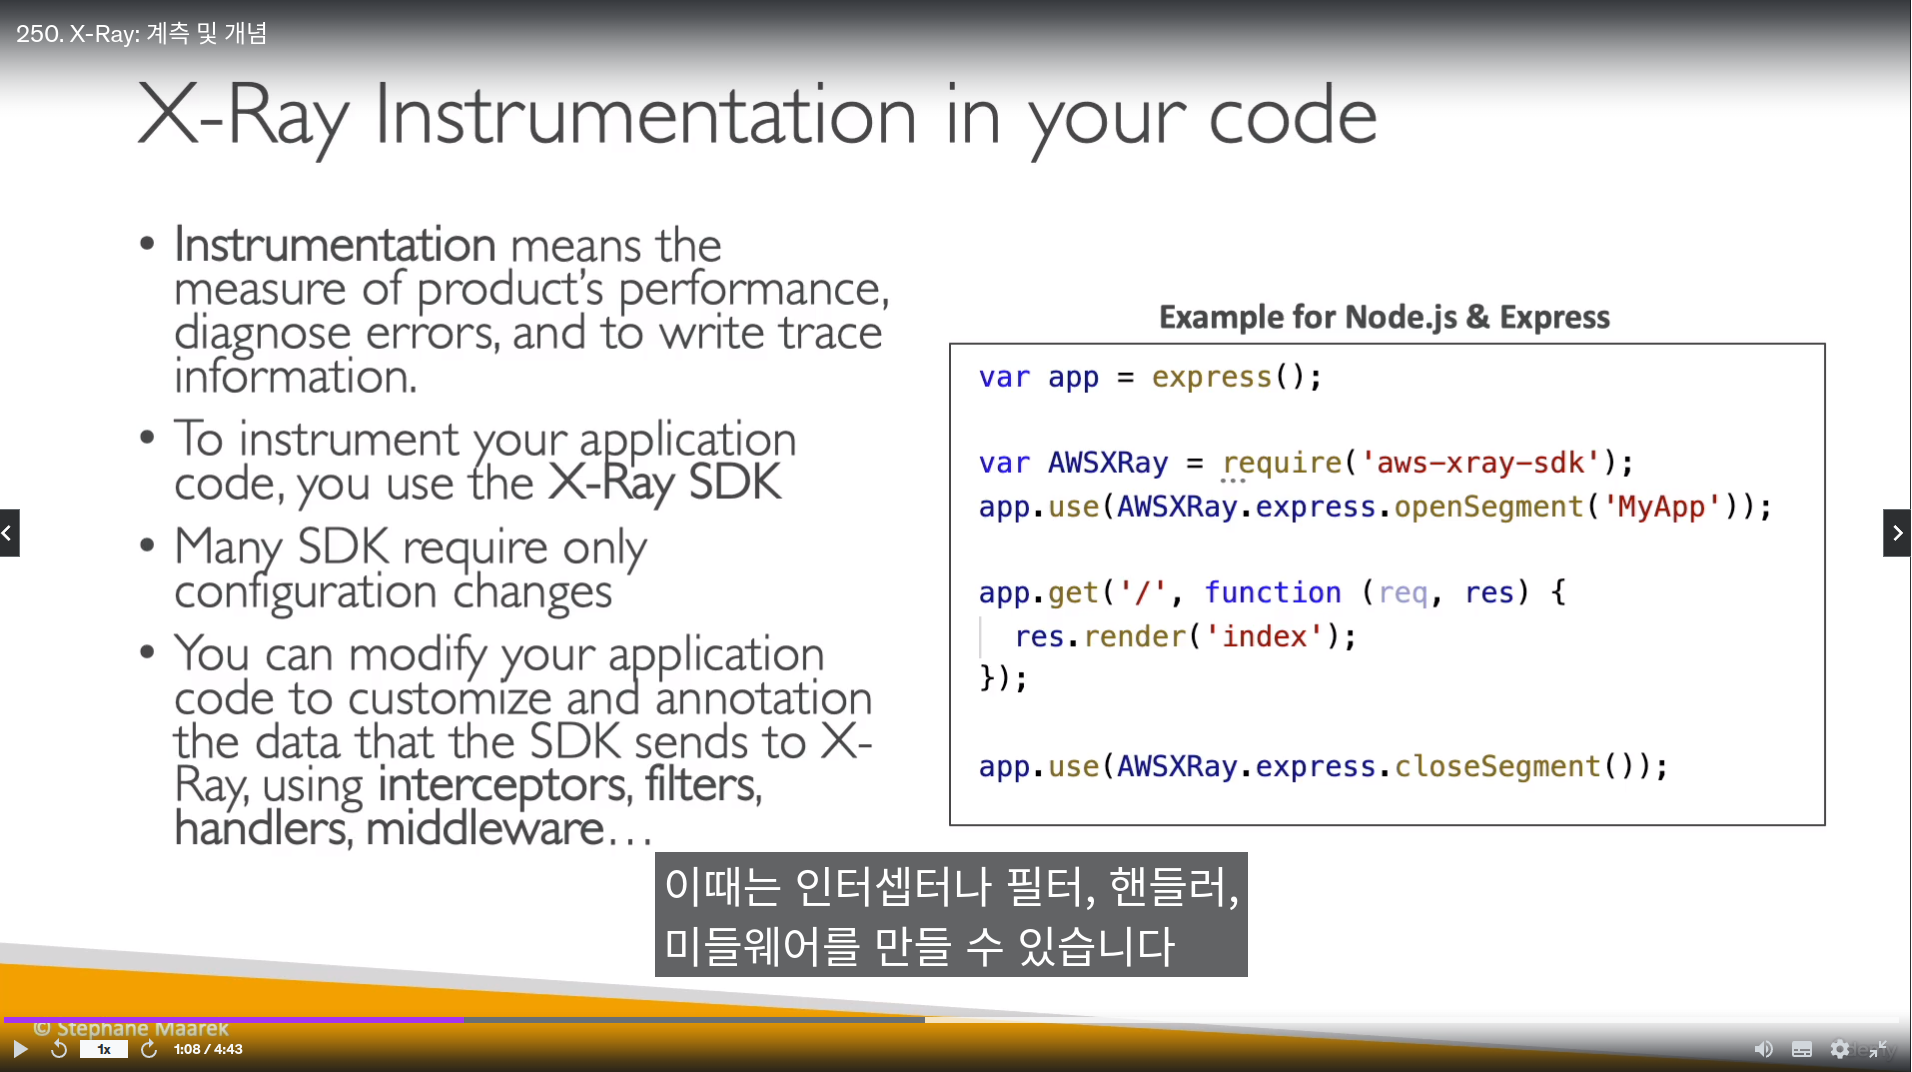 250. X-Ray: 계측 및 개념
X-Ray Instrumentation in your code
• Instrumentation means the
measure of product's performance,
diagnose errors, and to write trace
information.
• To instrument your application
code, you use the X-Ray SDK
• Many SDK require only
configuration changes
• You can modify your application
code to customize and annotation
the data that the SDK sends to X-
Ray, using interceptors, filters,
handlers, middleware…
Example for Node.js & Express
var app = express();
var AWSXRay = require('aws-xray-sdk');
app.use(AWSXRay.express.openSegment('MyApp'));
app.get('/', function (req, res) {
res.render('index');
});
app.use(AWSXRay.express.closeSegment());
이때는 인터셉터나 필터, 핸들러,
미들웨어를 만들 수 있습니다
© Stephane Maarek
1x
1:08 / 4:43